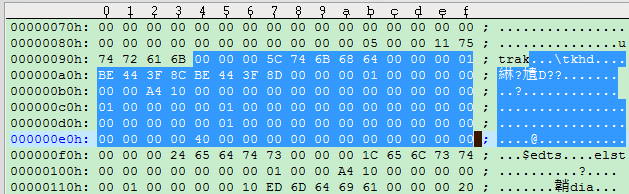 0 1 2 3 4 5 6 7 8 9 a b c d e f
00000070h: 00 00 00 00 00 00 00 00 00 00 00 00 00 00 00 00 ; ................
00000080h: 00 00 00 00 00 00 00 00 00 00 00 05 00 00 11 75 ; ...............u
00000090h: 74 72 61 6B 00 00 00 5C 74 6B 68 64 00 00 00 01 ; trak...\tkhd....
000000a0h: BE 44 3F 8C BE 44 3F 8D 00 00 00 01 00 00 00 00 ; ?D??........
000000b0h: 00 00 A4 10 00 00 00 00 00 00 00 00 00 00 00 00 ; ..?.............
000000c0h: 01 00 00 00 00 01 00 00 00 00 00 00 00 00 00 00 ; ................
000000d0h: 00 00 00 00 00 01 00 00 00 00 00 00 00 00 00 00 ; ................
000000e0h: 00 00 00 00 40 00 00 00 00 00 00 00 00 00 00 00 ; ....@...........
000000f0h: 00 00 00 24 65 64 74 73 00 00 00 1C 65 6C 73 74 ; ...$edts....elst
00000100h: 00 00 00 00 00 00 00 01 00 00 A4 10 00 00 00 00 ; ..........?.....
00000110h: 00 01 00 00 00 00 10 ED 6D 64 69 61 00 00 00 20 ; .......韒dia...